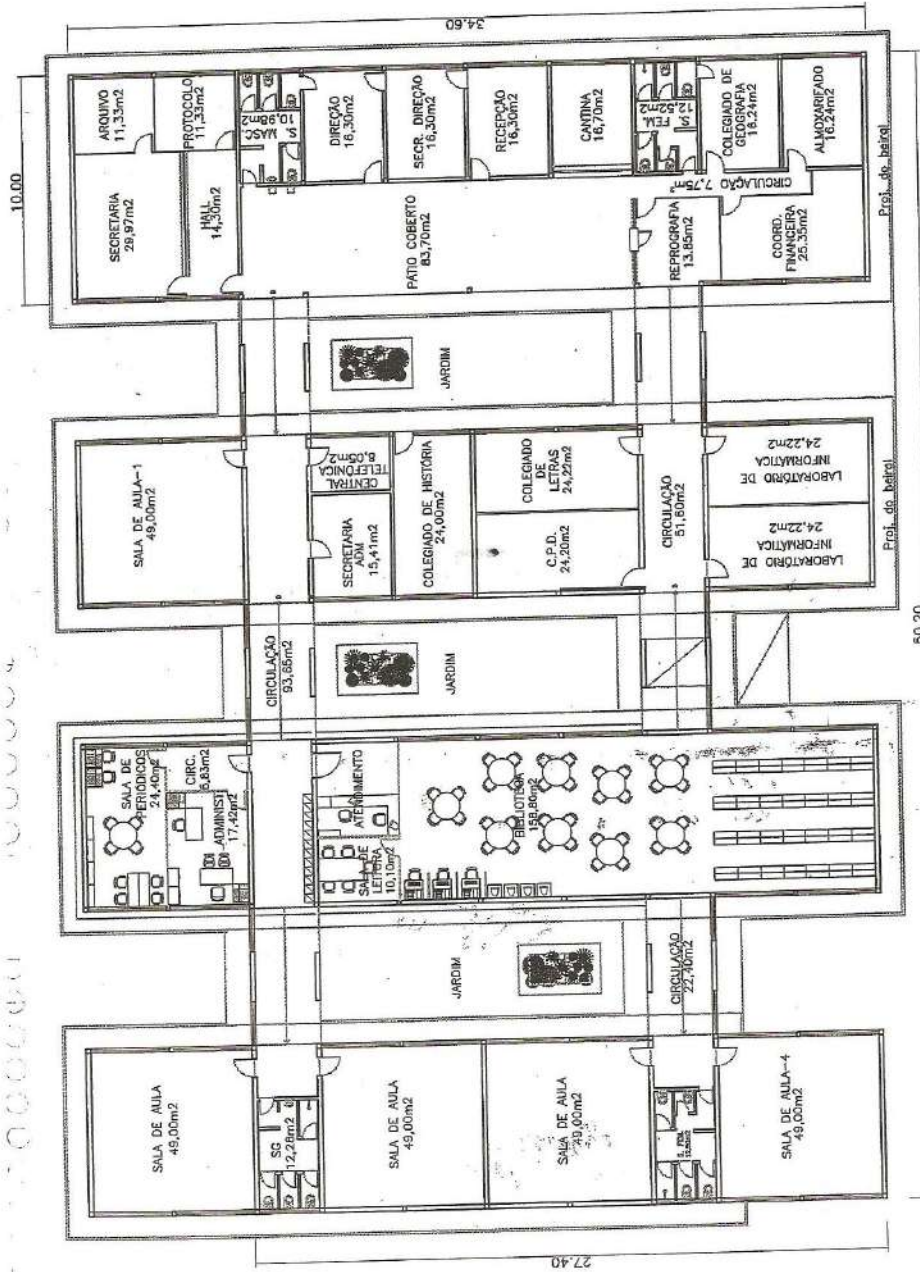 34.60
10.00
ARQUIVO
11,33m2
PROTOCOLO
11,33m2
S. MASC.
10,98m2
DIREÇÃO
16,30m2
SECR. DIREÇÃO
16,30m2
RECEPÇÃO
16,30m2
CANTINA
16,70m2
S. FEM.
12,52m2
COLEGIADO DE
GEOGRAFIA
16.24m2
ALMOXARIFADO
16.24m2
SECRETARIA
29,97m2
HALL
14,30m2
PATIO COBERTO
83,70m2
CIRCULAÇÃO 7,75m²
REPROGRAFIA
13.85m2
COORD.
FINANCEIRA
25,35m2
Proj. do beiral
JARDIM
SALA DE AULA-1
49,00m2
CENTRAL
TELEFÔNICA
8,05m2
SECRETARIA
ADM
15,41m2
COLEGIADO DE HISTÓRIA
24,00m2
COLEGIADO
DE
LETRAS
24,22m2
C.P.D.
24,20m2
CIRCULAÇÃO
51,60m2
LABORATÓRIO DE
INFORMÁTICA
24,22m2
LABORATÓRIO DE
INFORMÁTICA
24,22m2
Proj. do beiral
CIRCULAÇÃO
93,65m2
JARDIM
60.20
SALA DE
PERIÓDICOS
24,40m2
CIRC.
6,83m2
ADMINIST.
17,42m2
ATENDIMENTO
SALA DE
LEITURA
10,10m2
BIBLIOTECA
158,80m2
JARDIM
CIRCULAÇÃO
22,40m2
SALA DE AULA
49,00m2
SG
12,28m2
SALA DE AULA
49,00m2
SALA DE AULA
49,00m2
S. FEM.
SALA DE AULA-4
49,00m2
27.40